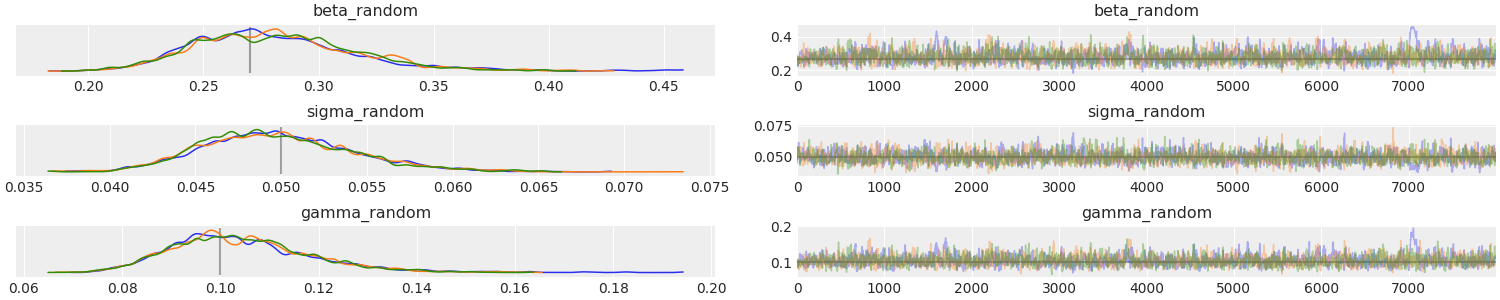 beta_random
0.20 0.25 0.30 0.35 0.40 0.45
beta_random
0.4
0.2
0 1000 2000 3000 4000 5000 6000 7000
sigma_random
0.035 0.040 0.045 0.050 0.055 0.060 0.065 0.070 0.075
sigma_random
0.075
0.050
0 1000 2000 3000 4000 5000 6000 7000
gamma_random
0.06 0.08 0.10 0.12 0.14 0.16 0.18 0.20
gamma_random
0.2
0.1
0 1000 2000 3000 4000 5000 6000 7000